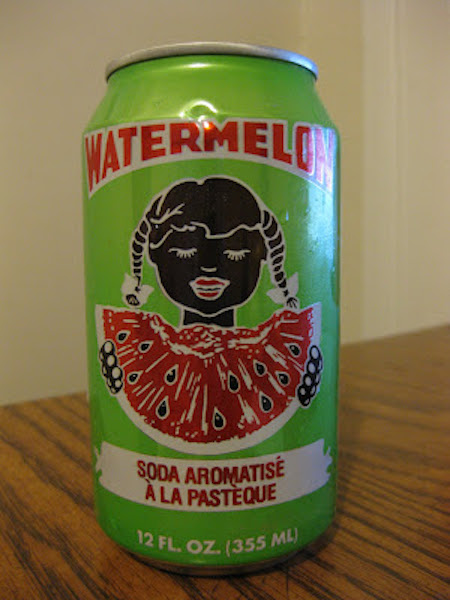 WATERMELON
SODA AROMATISÉ
À LA PASTÈQUE
12 FL. OZ. (355 ML)